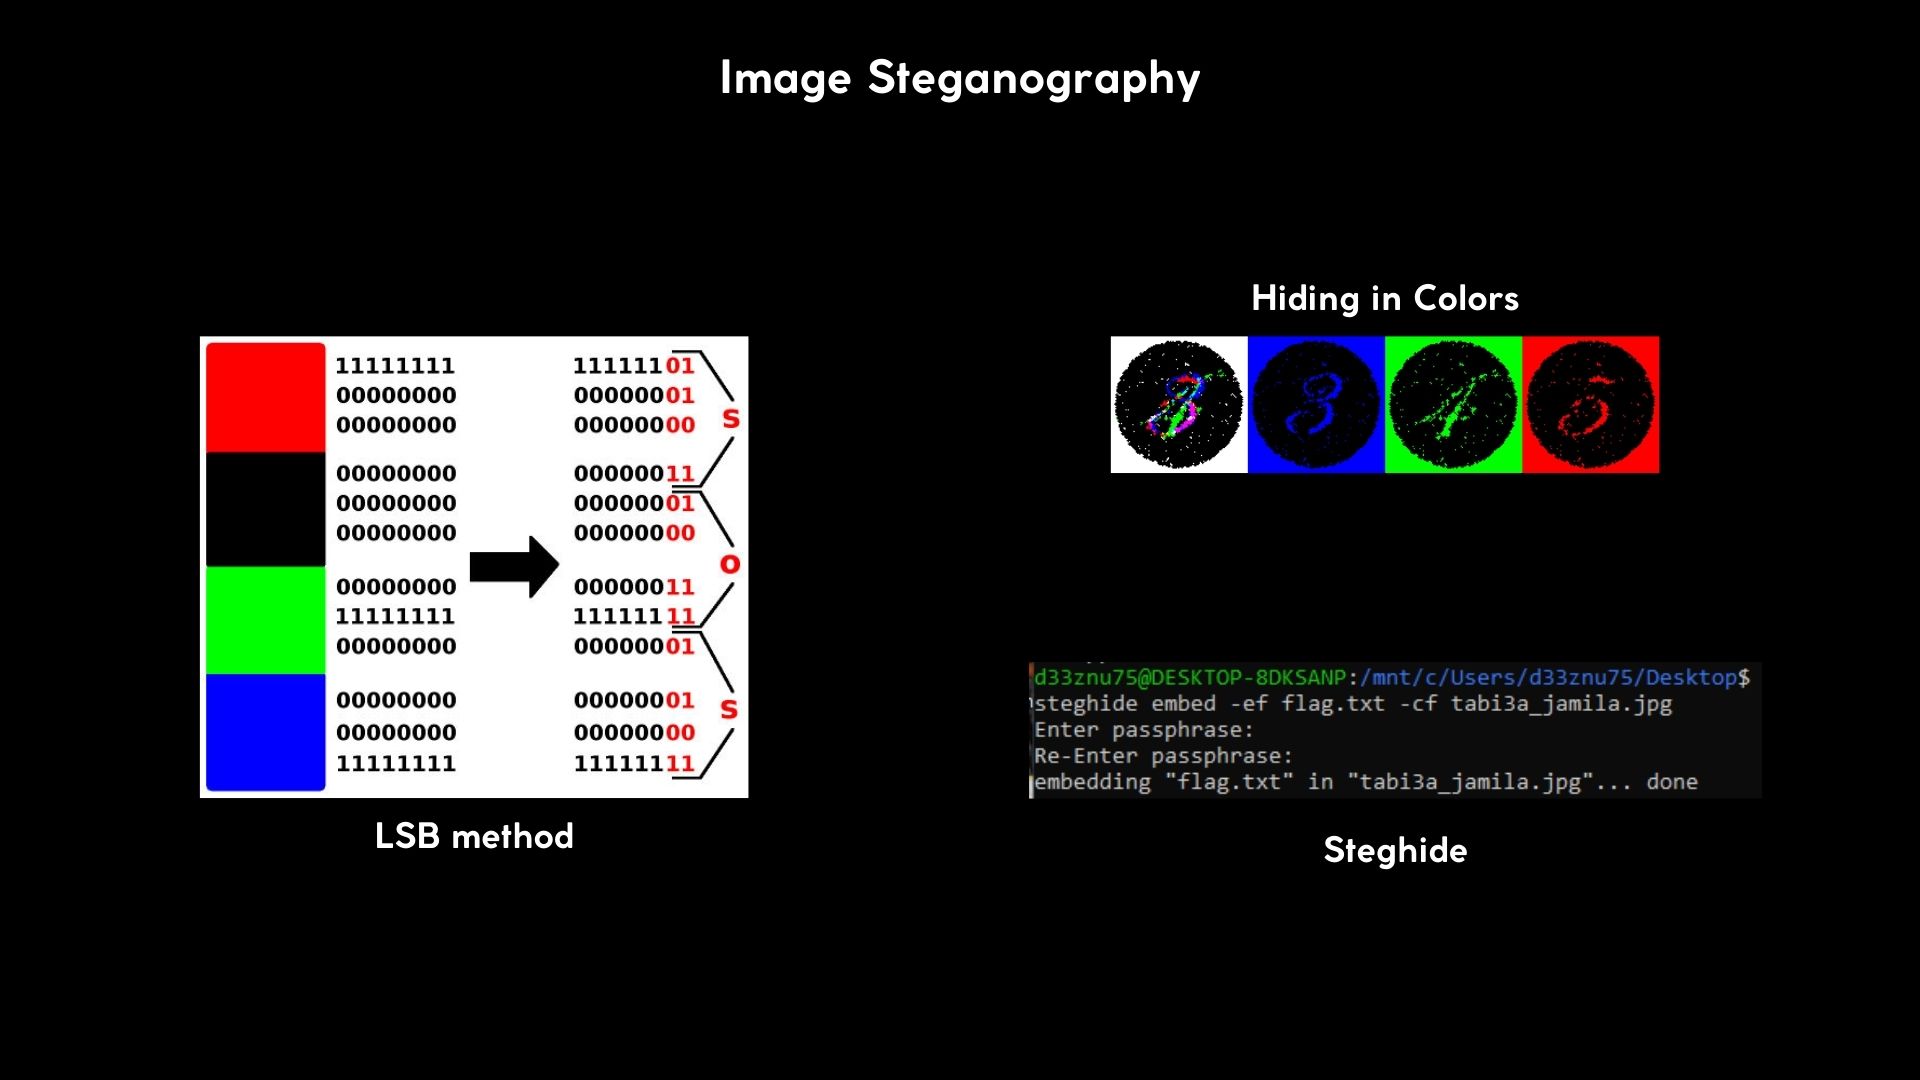 Image Steganography
11111111 11111101
00000000 00000001
00000000 00000000
s
00000000 00000011
00000000 00000001
00000000 00000000
o
00000000 00000011
11111111 11111111
00000000 00000001
00000000 00000001
s
00000000 00000000
11111111 11111111
LSB method
Hiding in Colors
8 4 5
d33znu75@DESKTOP-8DKSANP:/mnt/c/Users/d33znu75/Desktop$
steghide embed -ef flag.txt -cf tabi3a_jamila.jpg
Enter passphrase:
Re-Enter passphrase:
embedding "flag.txt" in "tabi3a_jamila.jpg"... done
Steghide